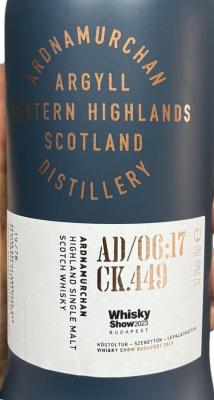 ARDNAMURCHAN
ARGYLL
WESTERN HIGHLANDS
SCOTLAND
DISTILLERY
ARDNAMURCHAN
HIGHLAND SINGLE MALT
SCOTCH WHISKY
AD/06:17
CK.449
Whisky
Show2023
BUDAPEST
KÓSTOLTUK – SZERETTÜK – LEPALACKOZTUK
WHISKY SHOW BUDAPEST 2023